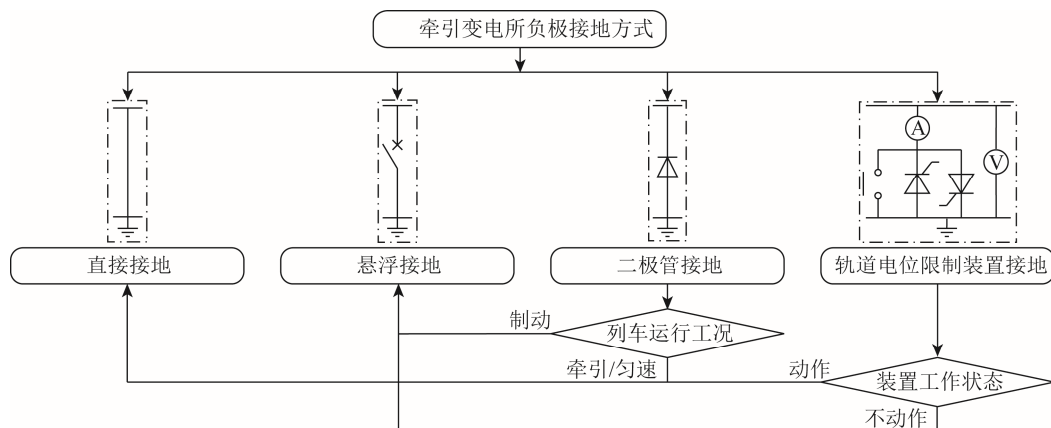 牵引变电所负极接地方式
A
V
直接接地
悬浮接地
二极管接地
轨道电位限制装置接地
制动
列车运行工况
牵引/匀速
动作
装置工作状态
不动作